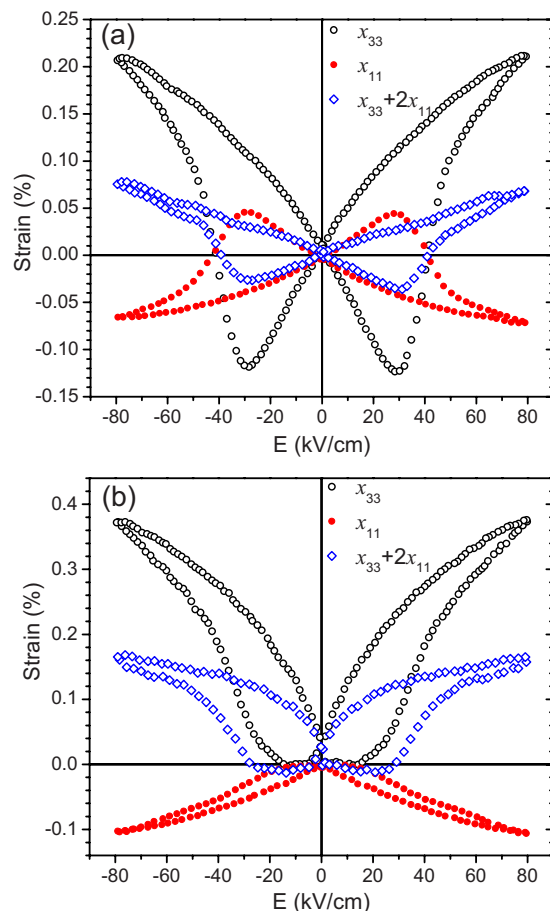 (a)
x33
x11
x33+2x11
Strain (%)
0.25
0.20
0.15
0.10
0.05
0.00
-0.05
-0.10
-0.15
-80 -60 -40 -20 0 20 40 60 80
E (kV/cm)
(b)
x33
x11
x33+2x11
Strain (%)
0.4
0.3
0.2
0.1
0.0
-0.1
-80 -60 -40 -20 0 20 40 60 80
E (kV/cm)